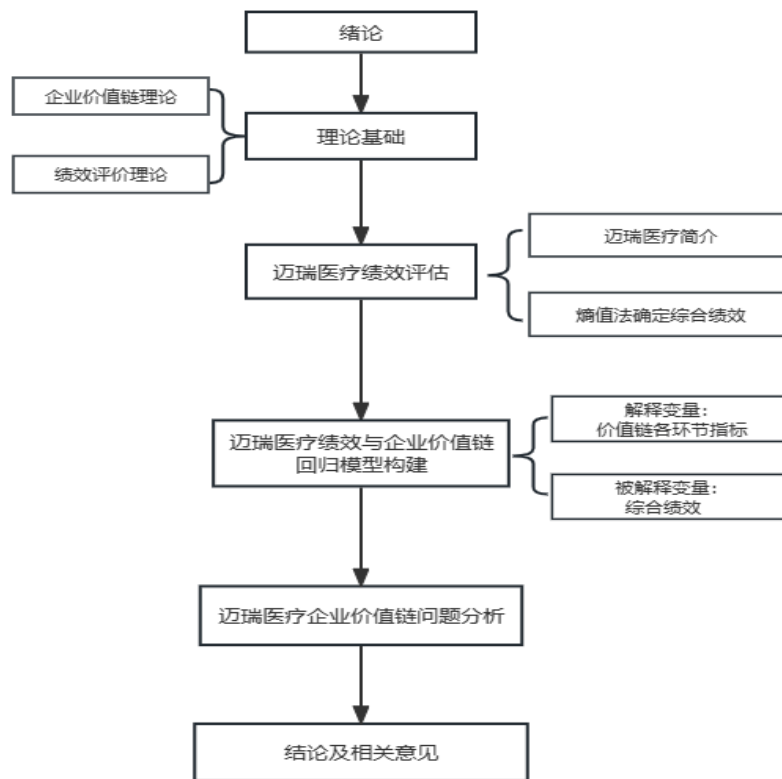 绪论
企业价值链理论
理论基础
绩效评价理论
迈瑞医疗简介
迈瑞医疗绩效评估
熵值法确定综合绩效
解释变量：
价值链各环节指标
迈瑞医疗绩效与企业价值链
回归模型构建
被解释变量：
综合绩效
迈瑞医疗企业价值链问题分析
结论及相关意见